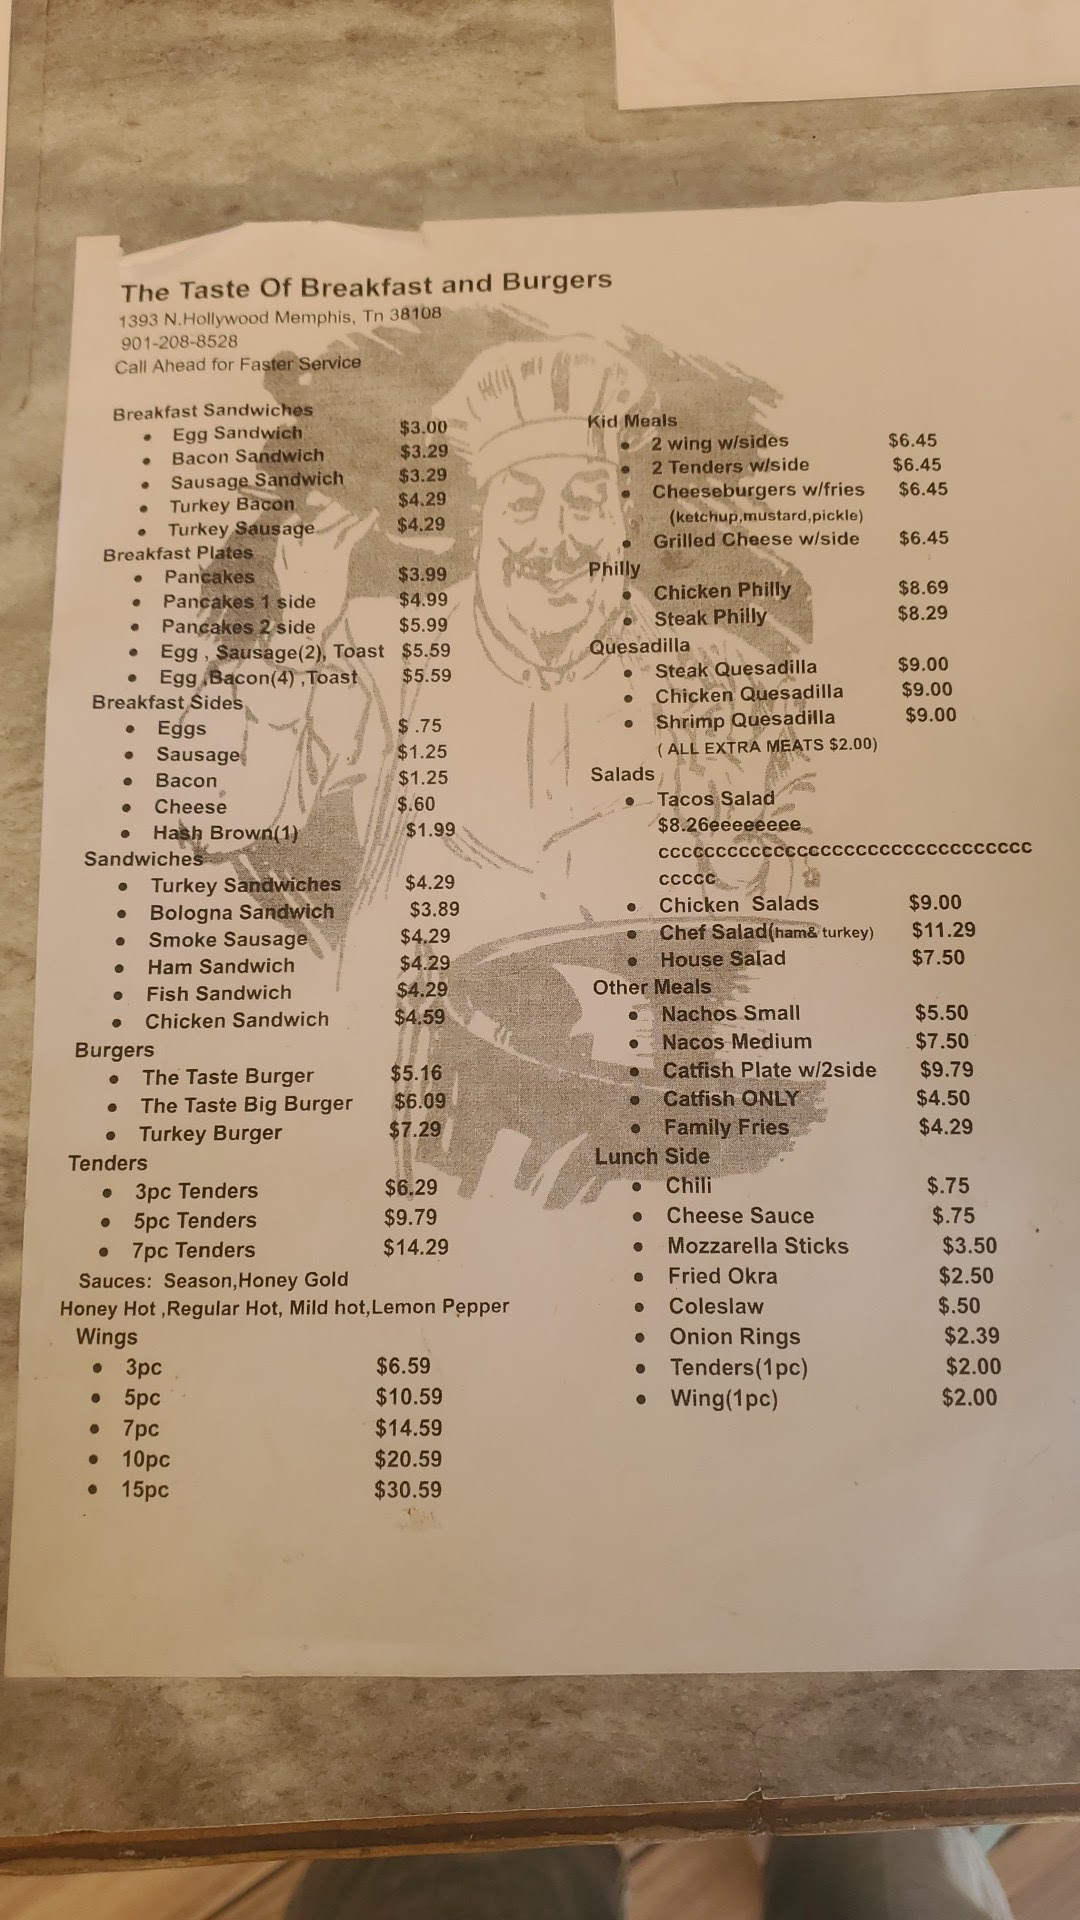 The Taste Of Breakfast and Burgers
1393 N.Hollywood Memphis, Tn 38108
901-208-8528
Call Ahead for Faster Service
Breakfast Sandwiches
• Egg Sandwich $3.00
• Bacon Sandwich $3.29
• Sausage Sandwich $3.29
• Turkey Bacon $4.29
• Turkey Sausage $4.29
Breakfast Plates
• Pancakes $3.99
• Pancakes 1 side $4.99
• Pancakes 2 side $5.99
• Egg , Sausage(2), Toast $5.59
• Egg ,Bacon(4) ,Toast $5.59
Breakfast Sides
• Eggs $ .75
• Sausage $1.25
• Bacon $1.25
• Cheese $.60
• Hash Brown(1) $1.99
Sandwiches
• Turkey Sandwiches $4.29
• Bologna Sandwich $3.89
• Smoke Sausage $4.29
• Ham Sandwich $4.29
• Fish Sandwich $4.29
• Chicken Sandwich $4.59
Burgers
• The Taste Burger $5.16
• The Taste Big Burger $6.09
• Turkey Burger $7.29
Tenders
• 3pc Tenders $6.29
• 5pc Tenders $9.79
• 7pc Tenders $14.29
Sauces: Season,Honey Gold
Honey Hot ,Regular Hot, Mild hot,Lemon Pepper
Wings
• 3pc $6.59
• 5pc $10.59
• 7pc $14.59
• 10pc $20.59
• 15pc $30.59
Kid Meals
• 2 wing w/sides $6.45
• 2 Tenders w/side $6.45
• Cheeseburgers w/fries $6.45
(ketchup,mustard,pickle)
• Grilled Cheese w/side $6.45
Philly
• Chicken Philly $8.69
• Steak Philly $8.29
Quesadilla
• Steak Quesadilla $9.00
• Chicken Quesadilla $9.00
• Shrimp Quesadilla $9.00
( ALL EXTRA MEATS $2.00)
Salads
• Tacos Salad
$8.26eeeeeeee
ccccccccccccccccccccccccccccccccc
ccccc
• Chicken Salads $9.00
• Chef Salad(ham& turkey) $11.29
• House Salad $7.50
Other Meals
• Nachos Small $5.50
• Nacos Medium $7.50
• Catfish Plate w/2side $9.79
• Catfish ONLY $4.50
• Family Fries $4.29
Lunch Side
• Chili $.75
• Cheese Sauce $.75
• Mozzarella Sticks $3.50
• Fried Okra $2.50
• Coleslaw $.50
• Onion Rings $2.39
• Tenders(1pc) $2.00
• Wing(1pc) $2.00